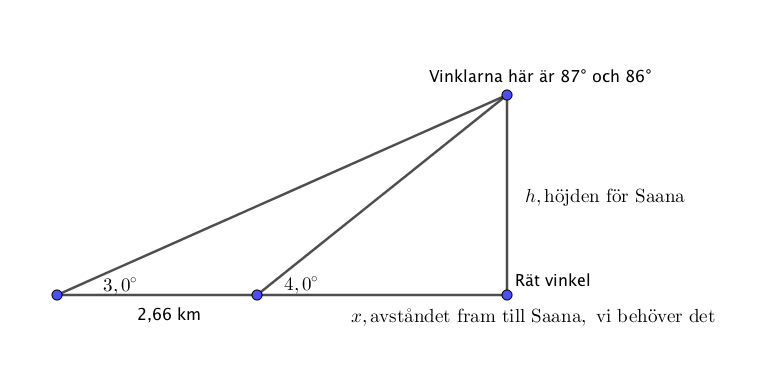 Vinklarna här är 87° och 86°
h, höjden för Saana
3,0°
4,0°
Rät vinkel
2,66 km
x, avståndet fram till Saana, vi behöver det